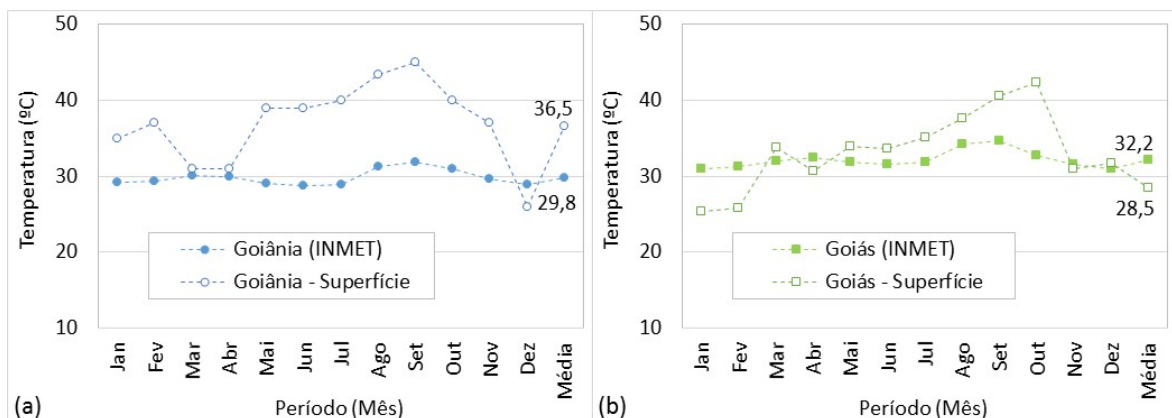 50
40
30
20
10
Temperatura (ºC)
36,5
29,8
Goiânia (INMET)
Goiânia - Superfície
Jan
Fev
Mar
Abr
Mai
Jun
Jul
Ago
Set
Out
Nov
Dez
Média
(a)
Período (Mês)
50
40
30
20
10
Temperatura (ºC)
32,2
28,5
Goiás (INMET)
Goiás - Superfície
Jan
Fev
Mar
Abr
Mai
Jun
Jul
Ago
Set
Out
Nov
Dez
Média
(b)
Período (Mês)